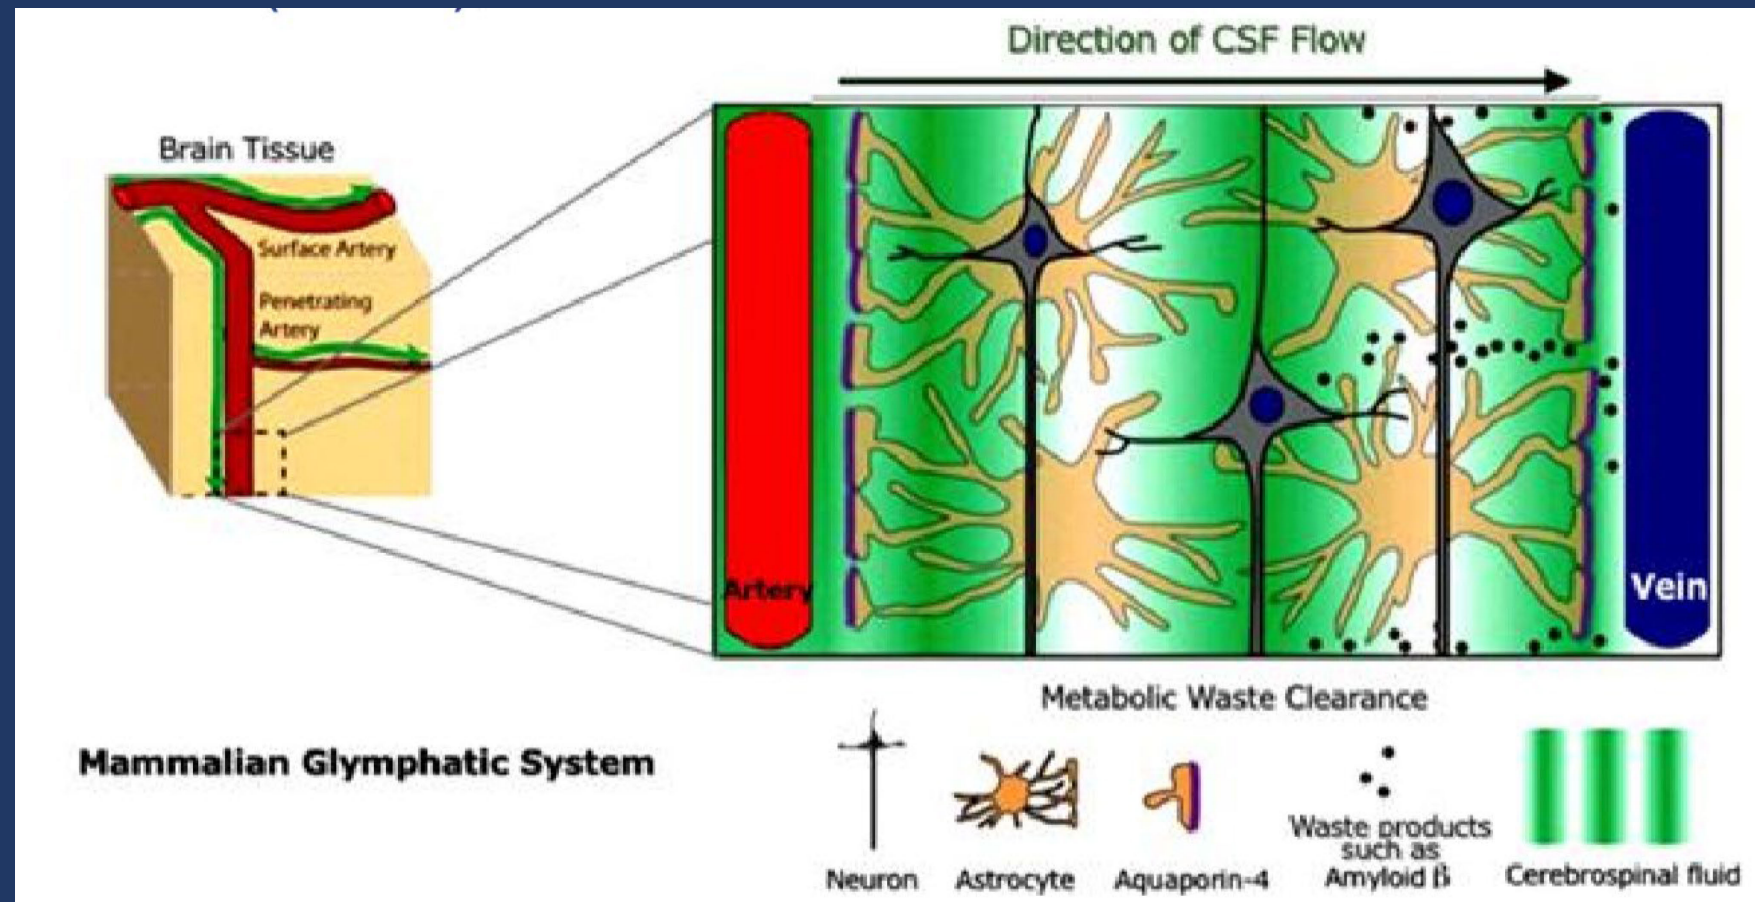 Direction of CSF Flow
Brain Tissue
Surface Artery
Penetrating
Artery
Artery
Vein
Metabolic Waste Clearance
Mammalian Glymphatic System
Waste products
such as
Amyloid β
Neuron
Astrocyte
Aquaporin-4
Cerebrospinal fluid